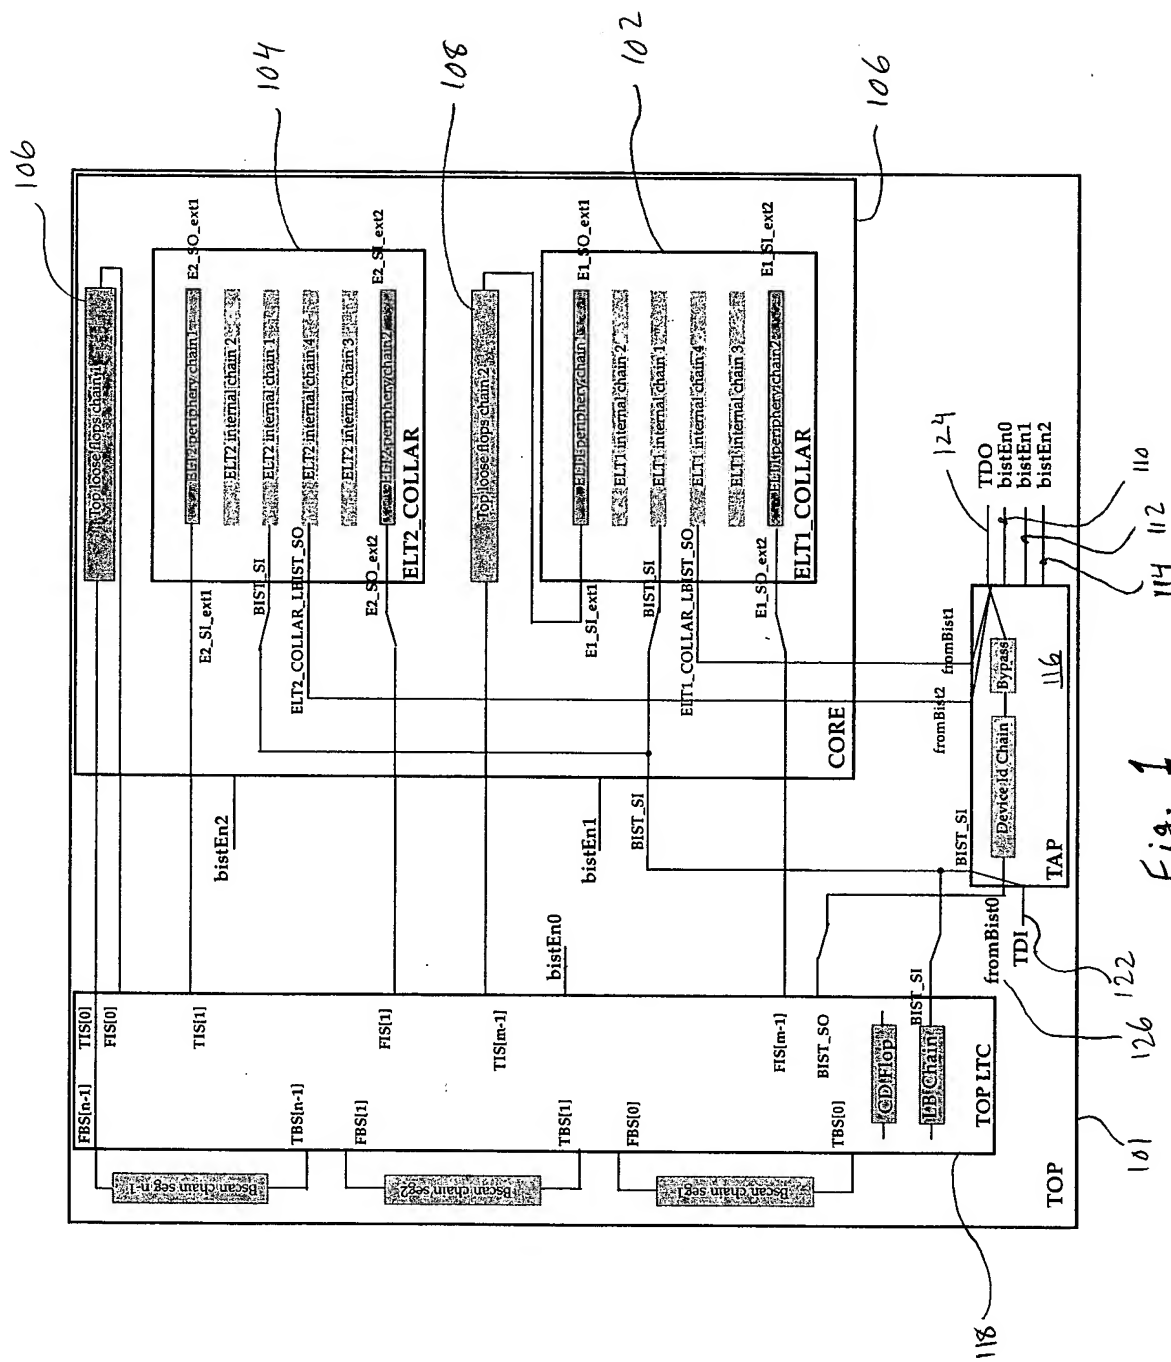 106
104
108
102
106
Top loose flops chain 1
E2_SO_ext1
E2_SI_ext2
ELT2 periphery chain 1
ELT2 internal chain 2
ELT2 internal chain 1
ELT2 internal chain 4
ELT2 internal chain 3
ELT2 periphery chain 2
ELT2_COLLAR
E2_SI_ext1
BIST_SI
ELT2_COLLAR_LBIST_SO
E2_SO_ext2
Top loose flops chain 2
E1_SO_ext1
E1_SI_ext2
ELT1 periphery chain 1
ELT1 internal chain 2
ELT1 internal chain 1
ELT1 internal chain 4
ELT1 internal chain 3
ELT1 periphery chain 2
ELT1_COLLAR
E1_SI_ext1
BIST_SI
ELT1_COLLAR_LBIST_SO
E1_SO_ext2
CORE
bistEn2
bistEn1
BIST_SI
bistEn0
fromBist2
fromBist1
124
TDO
bistEn0
bistEn1
bistEn2
110
112
114
Bypass
116
Device Id Chain
BIST_SI
TAP
fromBist0
TDI
122
126
TIS[0]
FIS[0]
TIS[1]
FIS[1]
TIS[m-1]
FIS[m-1]
BIST_SO
BIST_SI
CD Flop
LB Chain
TOP LTC
FBS[n-1]
TBS[n-1]
FBS[1]
TBS[1]
FBS[0]
TBS[0]
Bscan chain seg n-1
Bscan chain seg2
Bscan chain seg1
TOP
101
118
Fig. 1